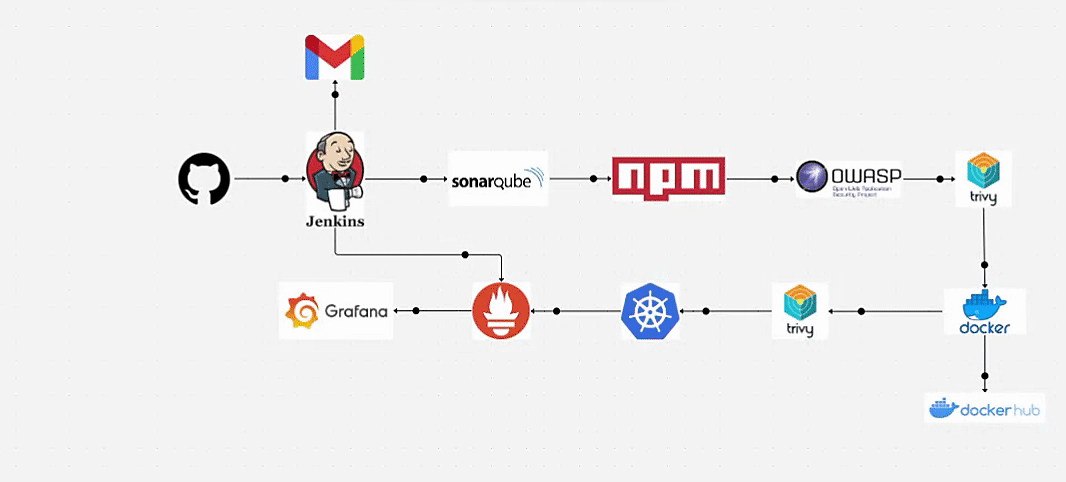 Jenkins
sonarqube
npm
OWASP
Open Web Application
Security Project
trivy
Grafana
trivy
docker
docker hub